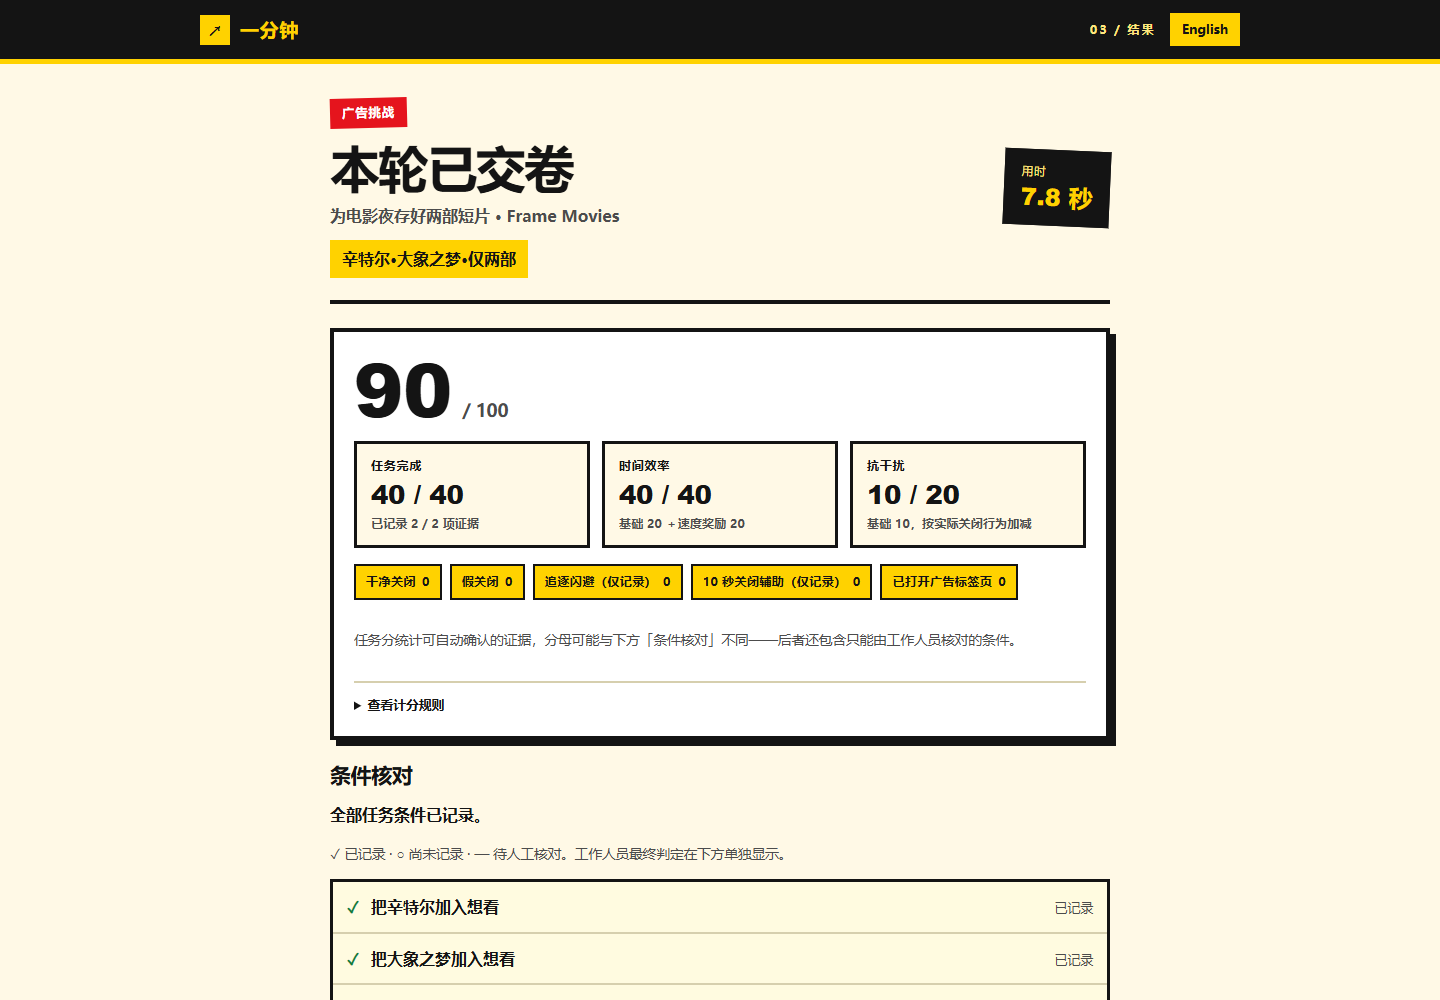 一分钟
03 / 结果
English
广告挑战
本轮已交卷
为电影夜存好两部短片 • Frame Movies
辛特尔•大象之梦•仅两部
用时
7.8 秒
90 / 100
任务完成
40 / 40
已记录 2 / 2 项证据
时间效率
40 / 40
基础 20 + 速度奖励 20
抗干扰
10 / 20
基础 10，按实际关闭行为加减
干净关闭 0
假关闭 0
追逐闪避（仅记录） 0
10 秒关闭辅助（仅记录） 0
已打开广告标签页 0
任务分统计可自动确认的证据，分母可能与下方「条件核对」不同——后者还包含只能由工作人员核对的条件。
▶ 查看计分规则
条件核对
全部任务条件已记录。
✓ 已记录 · ○ 尚未记录 · — 待人工核对。工作人员最终判定在下方单独显示。
✓ 把辛特尔加入想看
已记录
✓ 把大象之梦加入想看
已记录